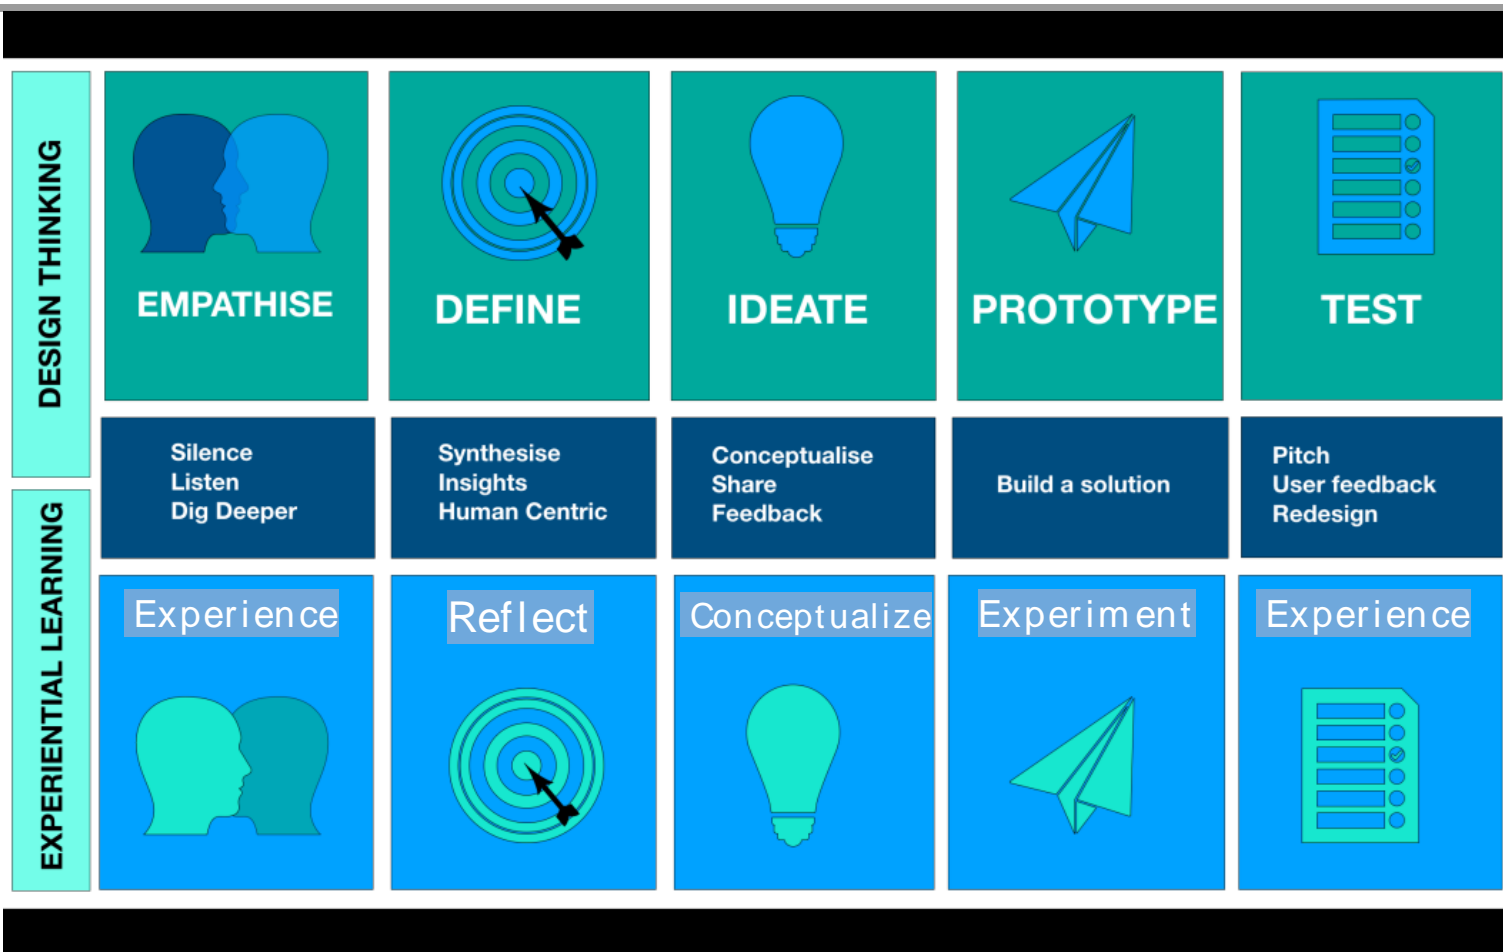 DESIGN THINKING
EMPATHISE
DEFINE
IDEATE
PROTOTYPE
TEST
Silence
Listen
Dig Deeper
Synthesise
Insights
Human Centric
Conceptualise
Share
Feedback
Build a solution
Pitch
User feedback
Redesign
EXPERIENTIAL LEARNING
Experience
Reflect
Conceptualize
Experiment
Experience